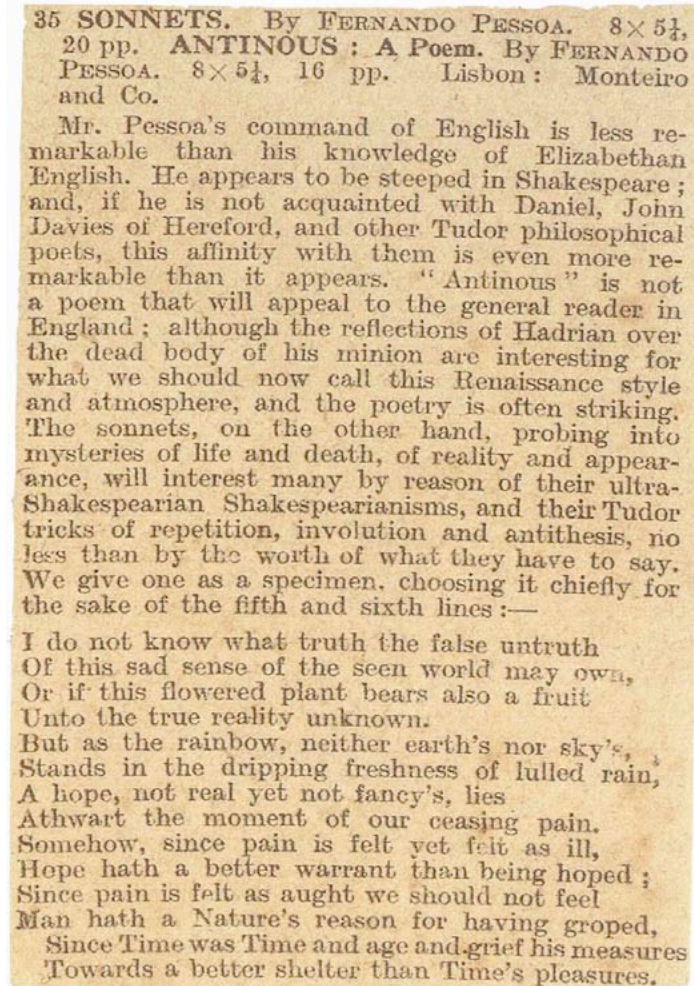 35 SONNETS. By FERNANDO PESSOA. 8 × 5¼,
20 pp. ANTINOUS : A Poem. By FERNANDO
PESSOA. 8 × 5¼, 16 pp. Lisbon : Monteiro
and Co.
Mr. Pessoa's command of English is less re-
markable than his knowledge of Elizabethan
English. He appears to be steeped in Shakespeare ;
and, if he is not acquainted with Daniel, John
Davies of Hereford, and other Tudor philosophical
poets, this affinity with them is even more re-
markable than it appears. "Antinous" is not
a poem that will appeal to the general reader in
England ; although the reflections of Hadrian over
the dead body of his minion are interesting for
what we should now call this Renaissance style
and atmosphere, and the poetry is often striking.
The sonnets, on the other hand, probing into
mysteries of life and death, of reality and appear-
ance, will interest many by reason of their ultra-
Shakespearian Shakespearianisms, and their Tudor
tricks of repetition, involution and antithesis, no
less than by the worth of what they have to say.
We give one as a specimen, choosing it chiefly for
the sake of the fifth and sixth lines :—
I do not know what truth the false untruth
Of this sad sense of the seen world may own,
Or if this flowered plant bears also a fruit
Unto the true reality unknown.
But as the rainbow, neither earth's nor sky's,
Stands in the dripping freshness of lulled rain,
A hope, not real yet not fancy's, lies
Athwart the moment of our ceasing pain.
Somehow, since pain is felt yet felt as ill,
Hope hath a better warrant than being hoped ;
Since pain is felt as aught we should not feel
Man hath a Nature's reason for having groped,
Since Time was Time and age and grief his measures
Towards a better shelter than Time's pleasures.